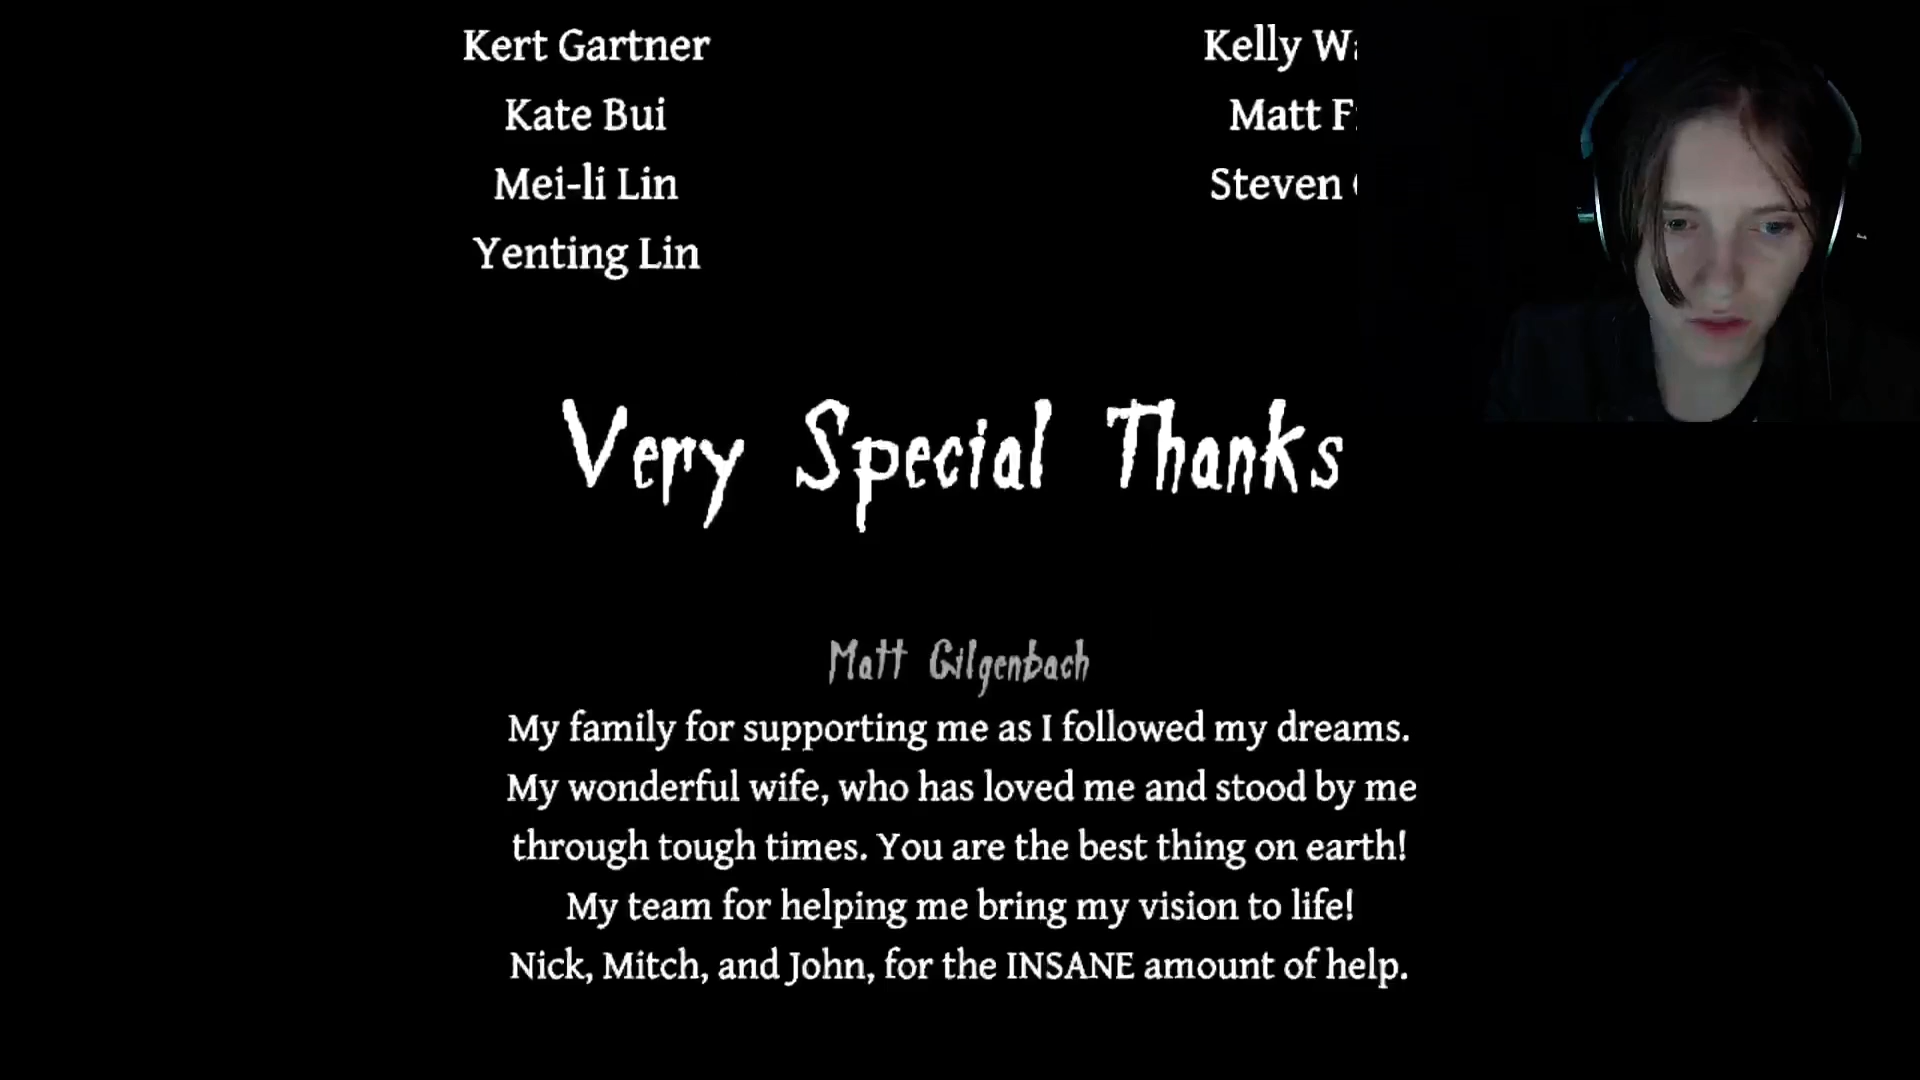 Kert Gartner
Kelly
Kate Bui
Matt
Mei-li Lin
Steven
Yenting Lin
Very Special Thanks
Matt Gilgenbach
My family for supporting me as I followed my dreams.
My wonderful wife, who has loved me and stood by me
through tough times. You are the best thing on earth!
My team for helping me bring my vision to life!
Nick, Mitch, and John, for the INSANE amount of help.